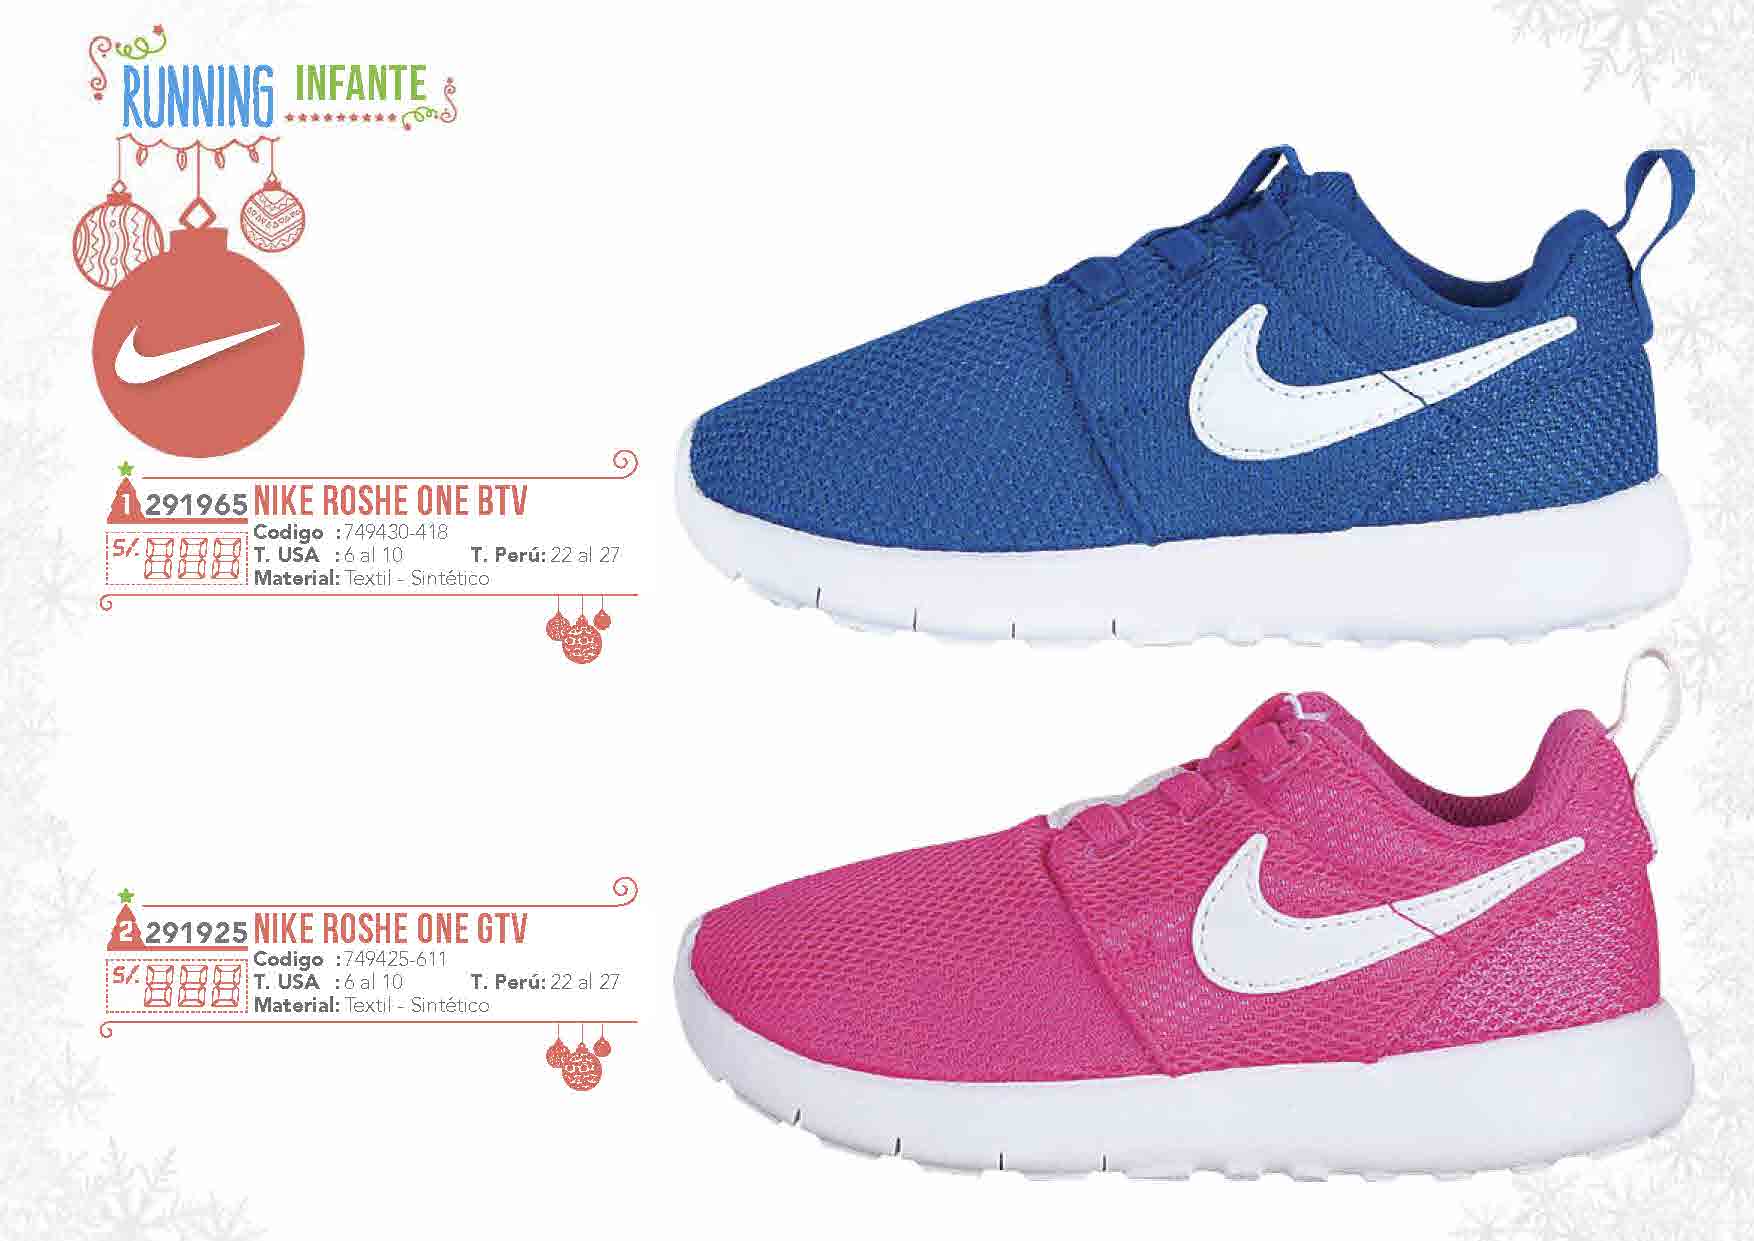 RUNNING INFANTE
1 291965 NIKE ROSHE ONE BTV
Codigo : 749430-418
S/. T. USA : 6 al 10 T. Perú: 22 al 27
Material: Textil - Sintético
2 291925 NIKE ROSHE ONE GTV
Codigo : 749425-611
S/. T. USA : 6 al 10 T. Perú: 22 al 27
Material: Textil - Sintético